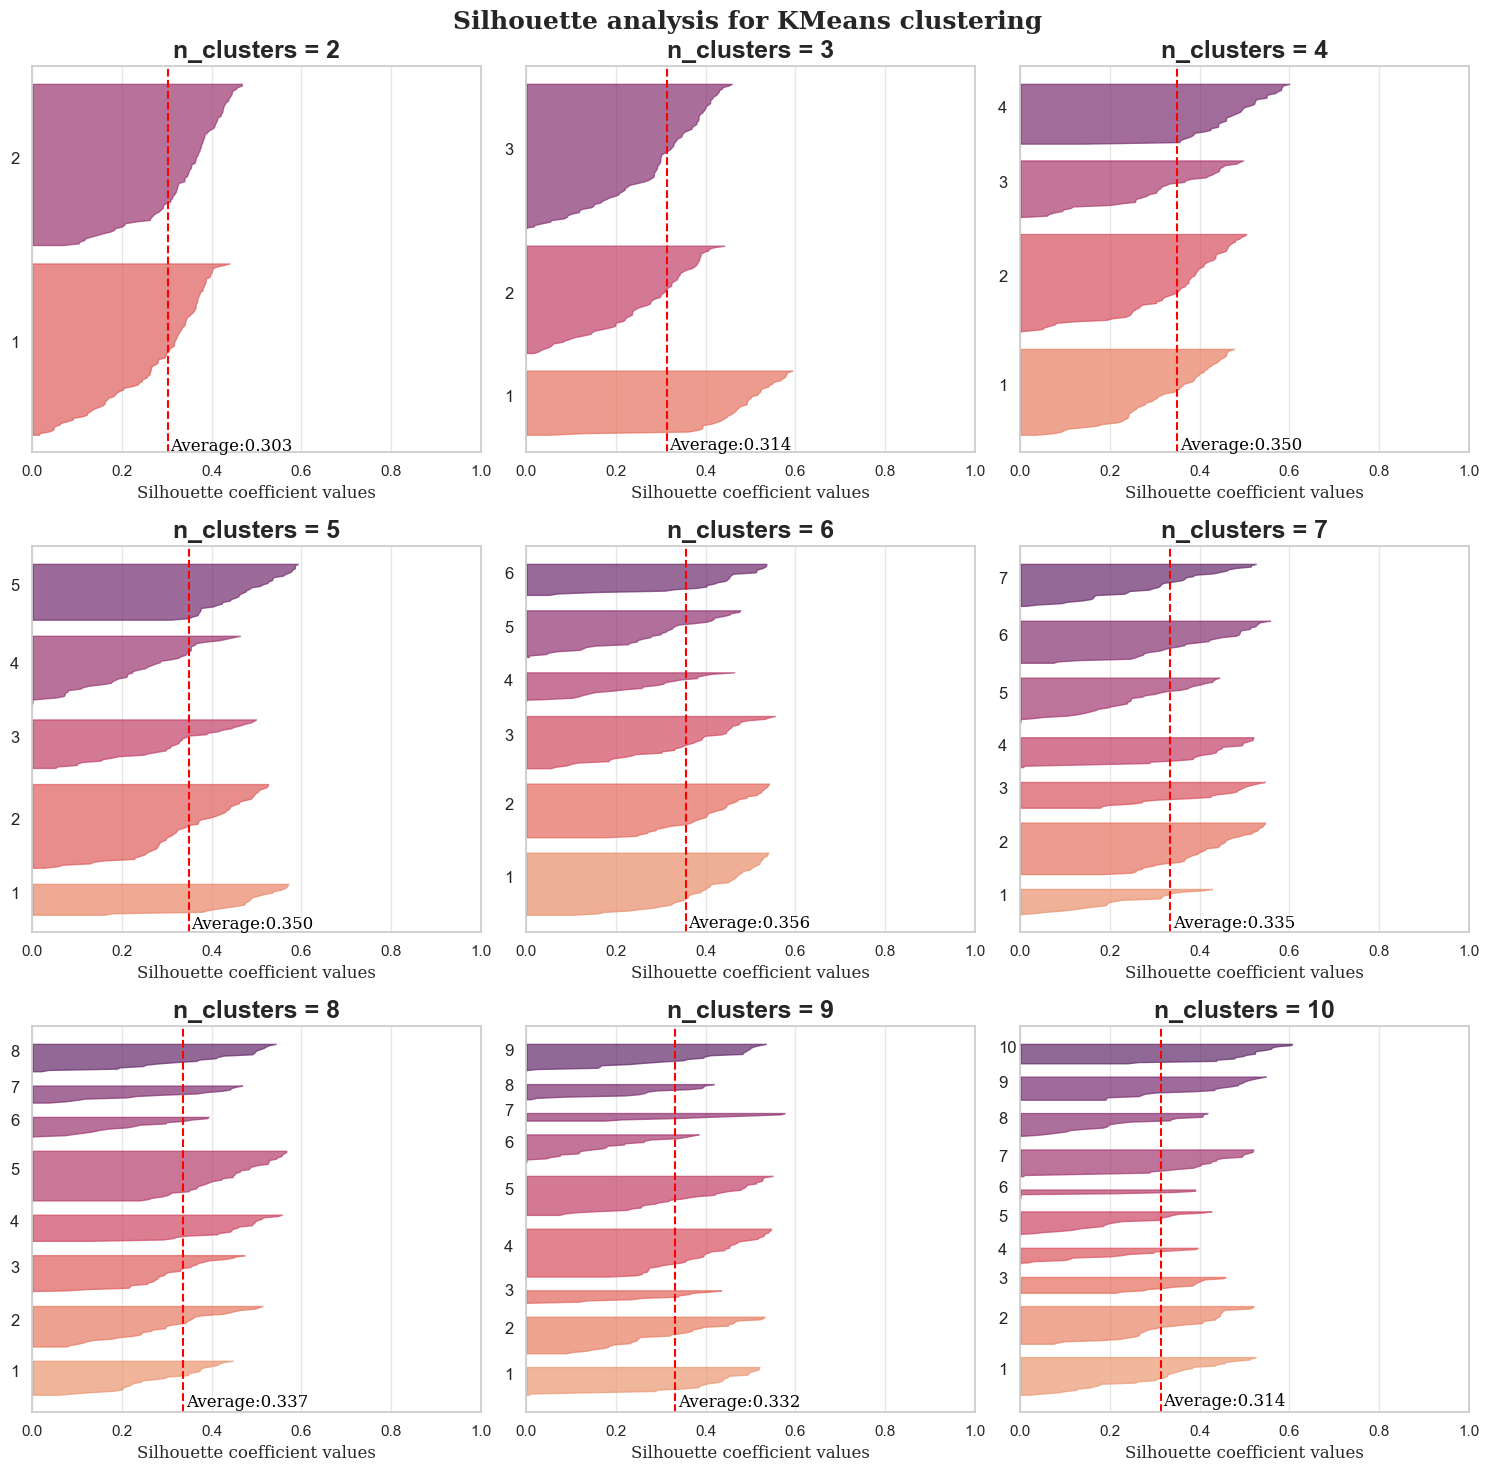 Silhouette analysis for KMeans clustering
n_clusters = 2
2
1
Average:0.303
0.0 0.2 0.4 0.6 0.8 1.0
Silhouette coefficient values
n_clusters = 3
3
2
1
Average:0.314
0.0 0.2 0.4 0.6 0.8 1.0
Silhouette coefficient values
n_clusters = 4
4
3
2
1
Average:0.350
0.0 0.2 0.4 0.6 0.8 1.0
Silhouette coefficient values
n_clusters = 5
5
4
3
2
1
Average:0.350
0.0 0.2 0.4 0.6 0.8 1.0
Silhouette coefficient values
n_clusters = 6
6
5
4
3
2
1
Average:0.356
0.0 0.2 0.4 0.6 0.8 1.0
Silhouette coefficient values
n_clusters = 7
7
6
5
4
3
2
1
Average:0.335
0.0 0.2 0.4 0.6 0.8 1.0
Silhouette coefficient values
n_clusters = 8
8
7
6
5
4
3
2
1
Average:0.337
0.0 0.2 0.4 0.6 0.8 1.0
Silhouette coefficient values
n_clusters = 9
9
8
7
6
5
4
3
2
1
Average:0.332
0.0 0.2 0.4 0.6 0.8 1.0
Silhouette coefficient values
n_clusters = 10
10
9
8
7
6
5
4
3
2
1
Average:0.314
0.0 0.2 0.4 0.6 0.8 1.0
Silhouette coefficient values